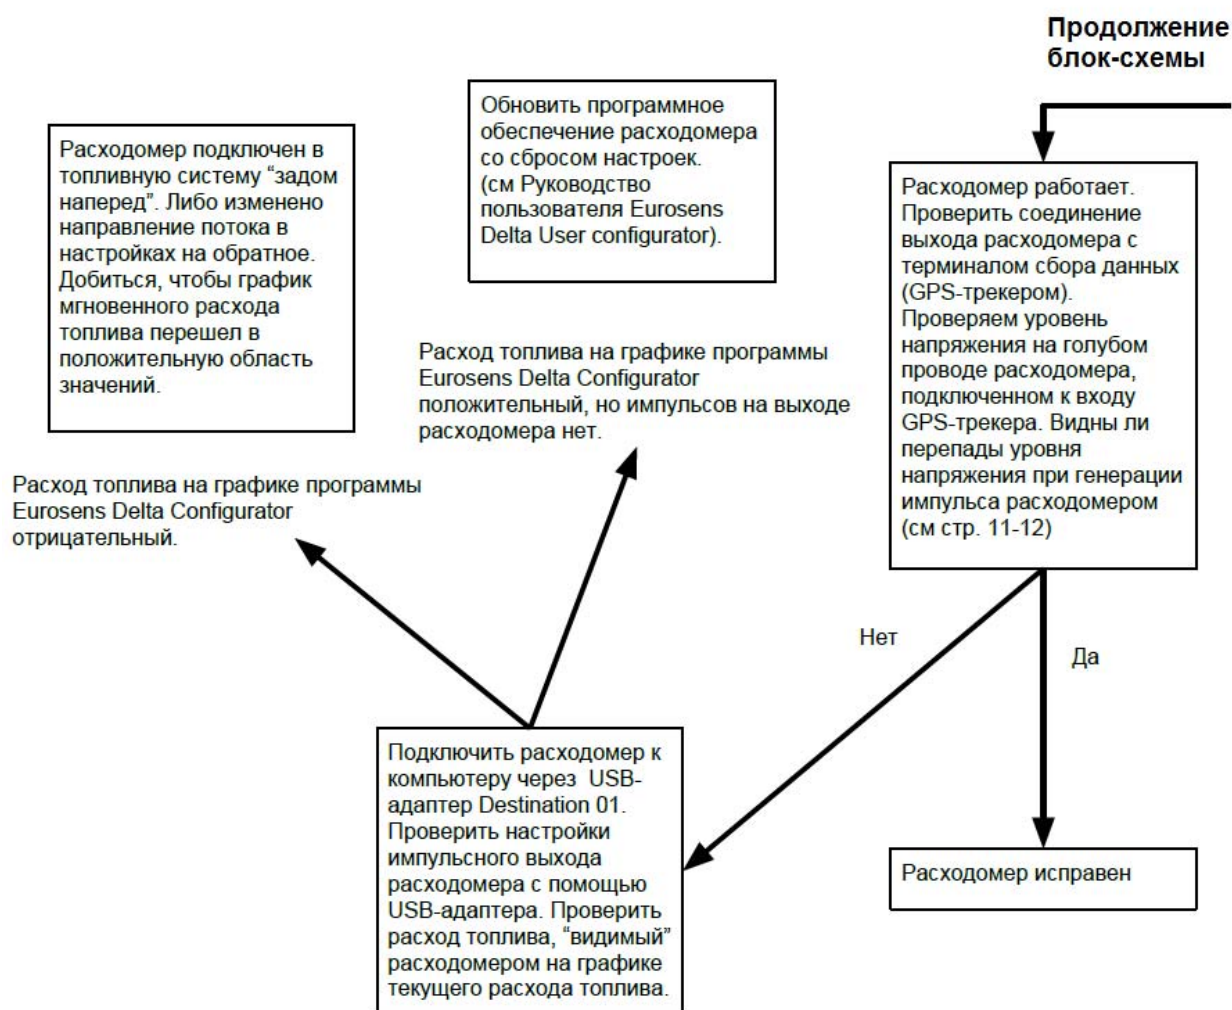 Продолжение
блок-схемы
Обновить программное
обеспечение расходомера
со сбросом настроек.
(см Руководство
пользователя Eurosens
Delta User configurator).
Расходомер подключен в
топливную систему “задом
наперед”. Либо изменено
направление потока в
настройках на обратное.
Добиться, чтобы график
мгновенного расхода
топлива перешел в
положительную область
значений.
Расходомер работает.
Проверить соединение
выхода расходомера с
терминалом сбора данных
(GPS-трекером).
Проверяем уровень
напряжения на голубом
проводе расходомера,
подключенном к входу
GPS-трекера. Видны ли
перепады уровня
напряжения при генерации
импульса расходомером
(см стр. 11-12)
Расход топлива на графике программы
Eurosens Delta Configurator
положительный, но импульсов на выходе
расходомера нет.
Расход топлива на графике программы
Eurosens Delta Configurator
отрицательный.
Нет
Да
Подключить расходомер к
компьютеру через USB-
адаптер Destination 01.
Проверить настройки
импульсного выхода
расходомера с помощью
USB-адаптера. Проверить
расход топлива, “видимый”
расходомером на графике
текущего расхода топлива.
Расходомер исправен